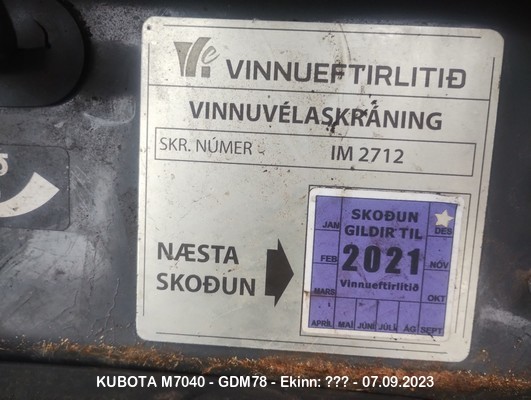 VINNUEFTIRLITIÐ
VINNUVÉLASKRÁNING
SKR. NÚMER IM 2712
NÆSTA
SKOÐUN
SKOÐUN
GILDIR TIL
2021
Vinnueftirlitið
JAN
FEB
MARS
APRÍL MAÍ JÚNÍ JÚLÍ ÁG SEPT
OKT
NÓV
DES
KUBOTA M7040 - GDM78 - Ekinn: ??? - 07.09.2023